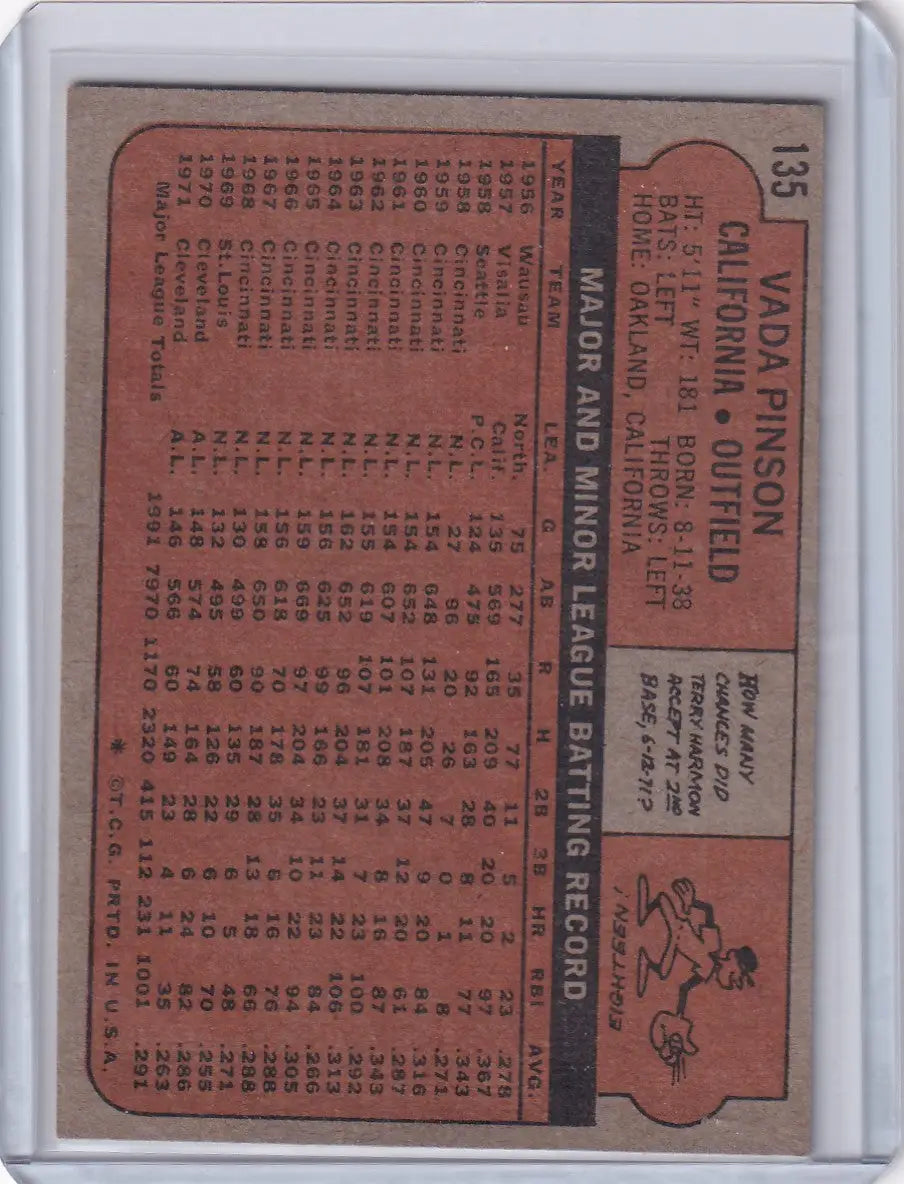 135
VADA PINSON
CALIFORNIA • OUTFIELD
HT: 5'11" WT: 181 BORN: 8-11-38
BATS: LEFT THROWS: LEFT
HOME: OAKLAND, CALIFORNIA
HOW MANY
CHANCES DID
TERRY HARMON
ACCEPT AT 2ND
BASE, 6-12-71?
EIGHTEEN!
MAJOR AND MINOR LEAGUE BATTING RECORD
YEAR TEAM LEA. G AB R H 2B 3B HR RBI AVG.
1956 Wausau North. 75 277 35 77 11 5 2 23 .278
1957 Visalia Calif. 135 569 165 209 40 20 20 97 .367
1958 Seattle P.C.L. 124 475 92 163 28 8 11 77 .343
1958 Cincinnati N.L. 27 96 20 26 7 0 1 8 .271
1959 Cincinnati N.L. 154 648 131 205 47 9 20 84 .316
1960 Cincinnati N.L. 154 652 107 187 37 12 20 61 .287
1961 Cincinnati N.L. 154 607 101 208 34 8 16 87 .343
1962 Cincinnati N.L. 155 619 107 181 31 7 23 100 .292
1963 Cincinnati N.L. 162 652 96 204 37 14 22 106 .313
1964 Cincinnati N.L. 156 625 99 166 23 11 23 84 .266
1965 Cincinnati N.L. 159 669 97 204 34 10 22 94 .305
1966 Cincinnati N.L. 156 618 70 178 35 6 16 76 .288
1967 Cincinnati N.L. 158 650 90 187 28 13 18 66 .288
1968 Cincinnati N.L. 130 499 60 135 29 6 5 48 .271
1969 St. Louis N.L. 132 495 58 126 22 6 10 70 .255
1970 Cleveland A.L. 148 574 74 164 28 6 24 82 .286
1971 Cleveland A.L. 146 566 60 149 23 4 11 35 .263
Major League Totals 1991 7970 1170 2320 415 112 231 1001 .291
* ©T.C.G. PRTD. IN U.S.A.